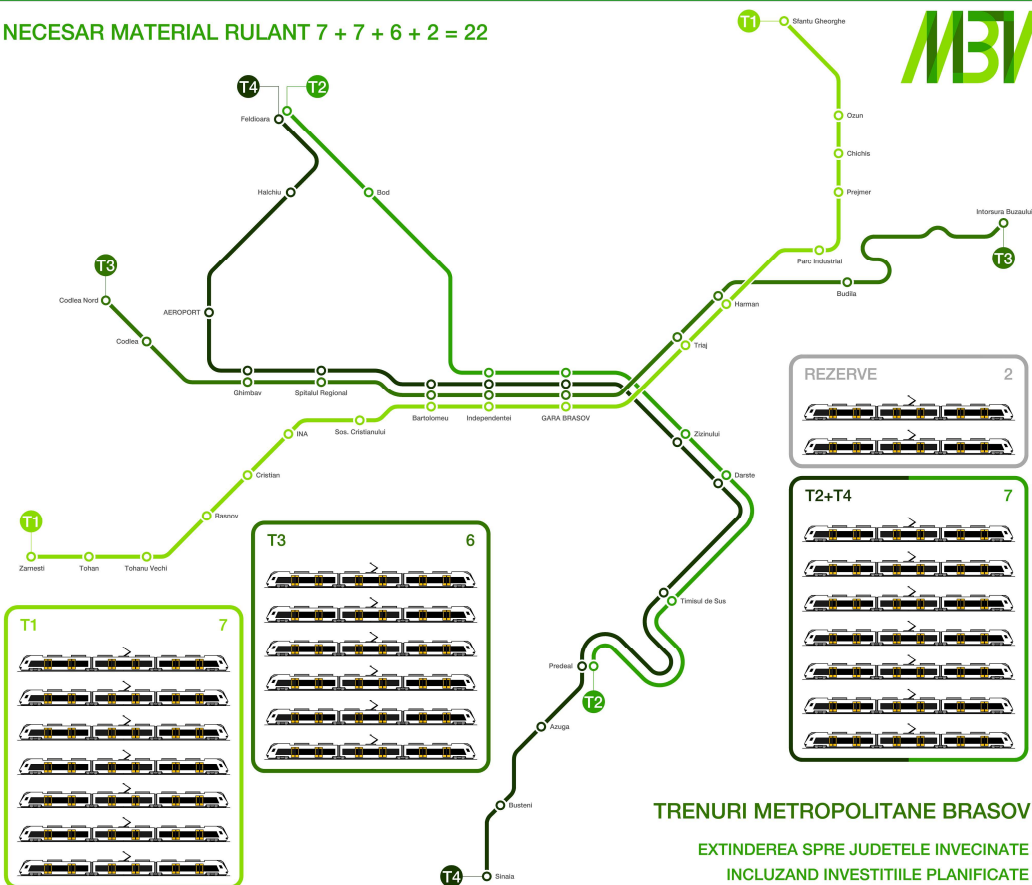 NECESAR MATERIAL RULANT 7 + 7 + 6 + 2 = 22
T1
Sfantu Gheorghe
MBT
T4
T2
Feldioara
Ozun
Chichis
Halchiu
Bod
Prejmer
Intorsura Buzaului
Parc Industrial
T3
T3
Codlea Nord
Budila
AEROPORT
Harman
Codlea
Triaj
REZERVE 2
Ghimbav
Spitalul Regional
Bartolomeu
Independentei
GARA BRASOV
INA
Sos. Cristianului
Zizinului
Cristian
Darste
T2+T4 7
Rasnov
T1
T3 6
Zarnesti
Tohan
Tohanu Vechi
Timisul de Sus
T1 7
Predeal
T2
Azuga
Busteni
TRENURI METROPOLITANE BRASOV
EXTINDEREA SPRE JUDETELE INVECINATE
INCLUZAND INVESTITIILE PLANIFICATE
T4
Sinaia